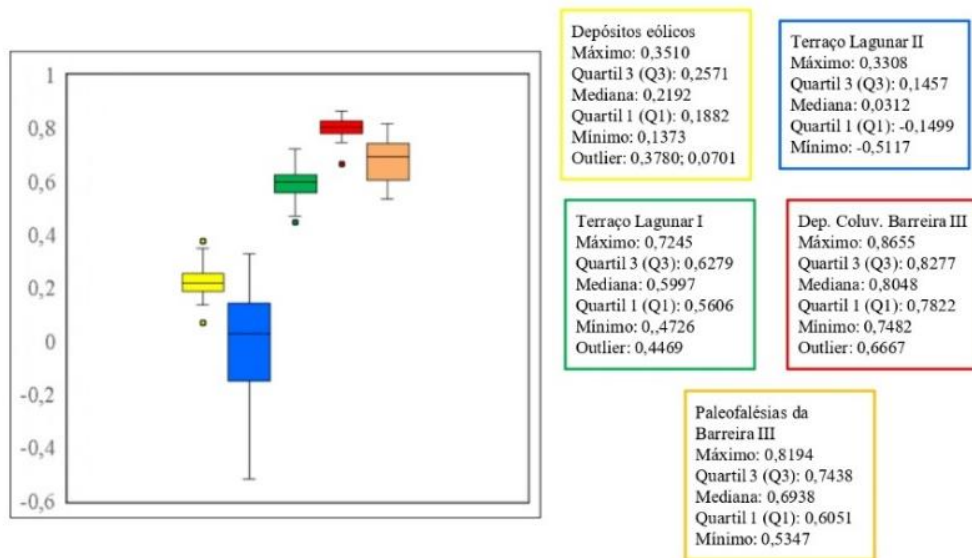 1
0,8
0,6
0,4
0,2
0
-0,2
-0,4
-0,6
Depósitos eólicos
Máximo: 0,3510
Quartil 3 (Q3): 0,2571
Mediana: 0,2192
Quartil 1 (Q1): 0,1882
Mínimo: 0,1373
Outlier: 0,3780; 0,0701
Terraço Lagunar II
Máximo: 0,3308
Quartil 3 (Q3): 0,1457
Mediana: 0,0312
Quartil 1 (Q1): -0,1499
Mínimo: -0,5117
Terraço Lagunar I
Máximo: 0,7245
Quartil 3 (Q3): 0,6279
Mediana: 0,5997
Quartil 1 (Q1): 0,5606
Mínimo: 0,,4726
Outlier: 0,4469
Dep. Coluv. Barreira III
Máximo: 0,8655
Quartil 3 (Q3): 0,8277
Mediana: 0,8048
Quartil 1 (Q1): 0,7822
Mínimo: 0,7482
Outlier: 0,6667
Paleofalésias da
Barreira III
Máximo: 0,8194
Quartil 3 (Q3): 0,7438
Mediana: 0,6938
Quartil 1 (Q1): 0,6051
Mínimo: 0,5347